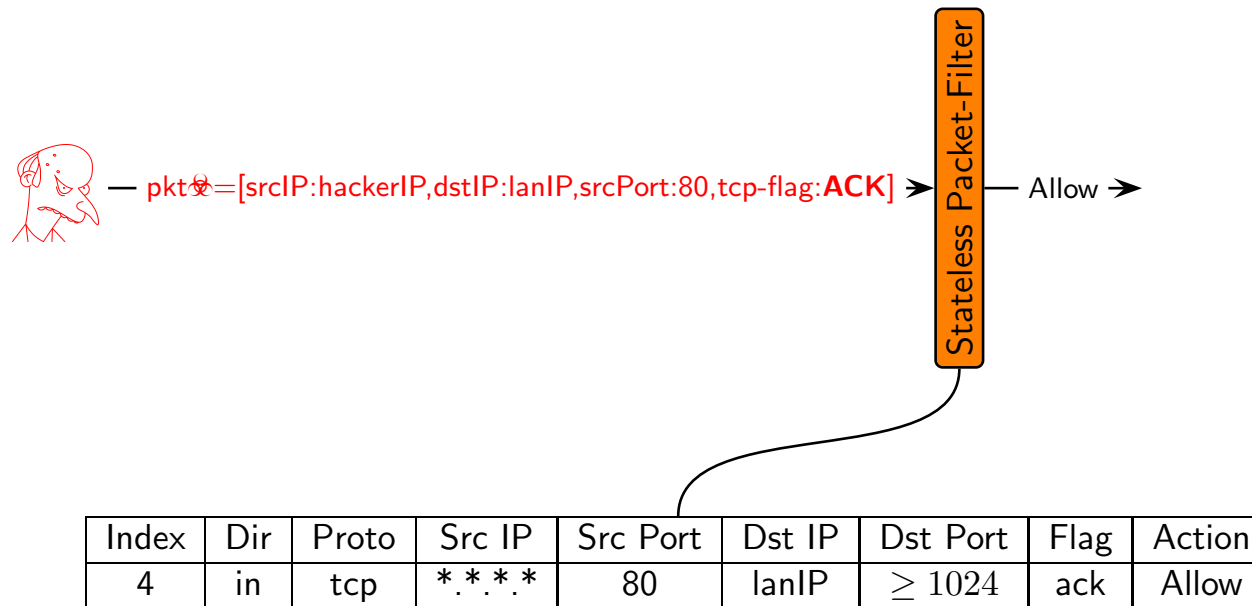 Stateless Packet-Filter
pkt☣=[srcIP:hackerIP,dstIP:lanIP,srcPort:80,tcp-flag:ACK]
Allow
Index Dir Proto Src IP Src Port Dst IP Dst Port Flag Action
4 in tcp *.*.*.* 80 lanIP ≥ 1024 ack Allow